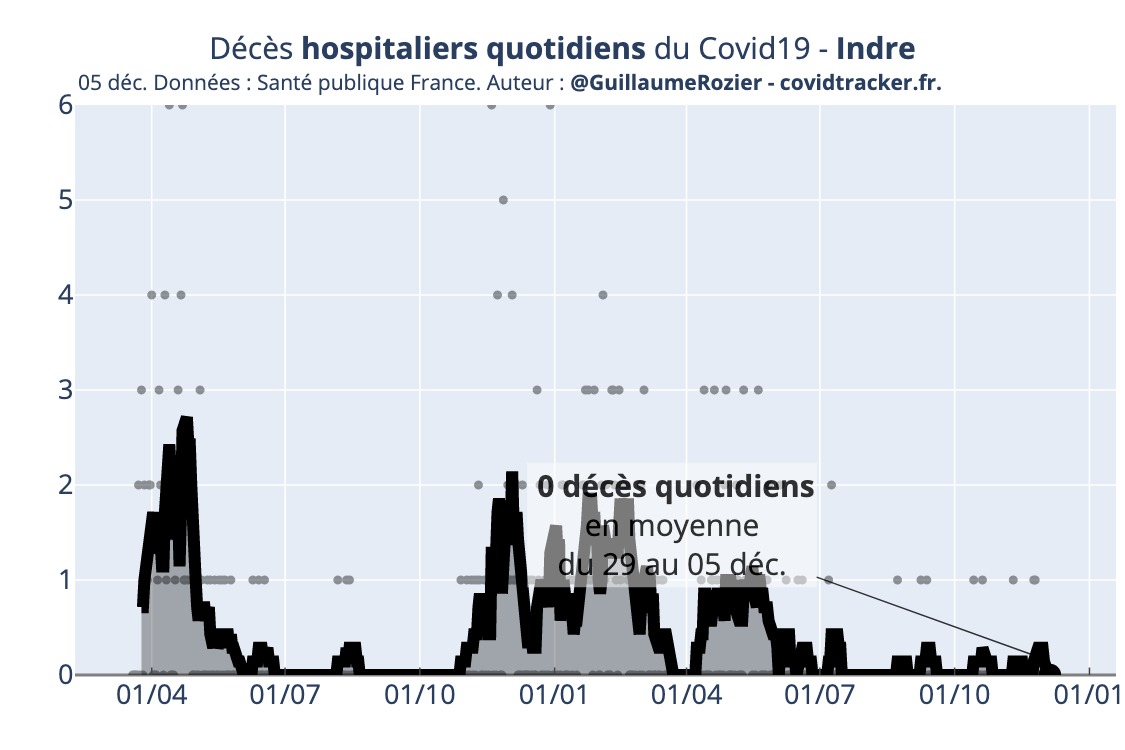 Décès hospitaliers quotidiens du Covid19 - Indre
05 déc. Données : Santé publique France. Auteur : @GuillaumeRozier - covidtracker.fr.
6
5
4
3
2
1
0
0 décès quotidiens
en moyenne
du 29 au 05 déc.
01/04 01/07 01/10 01/01 01/04 01/07 01/10 01/01